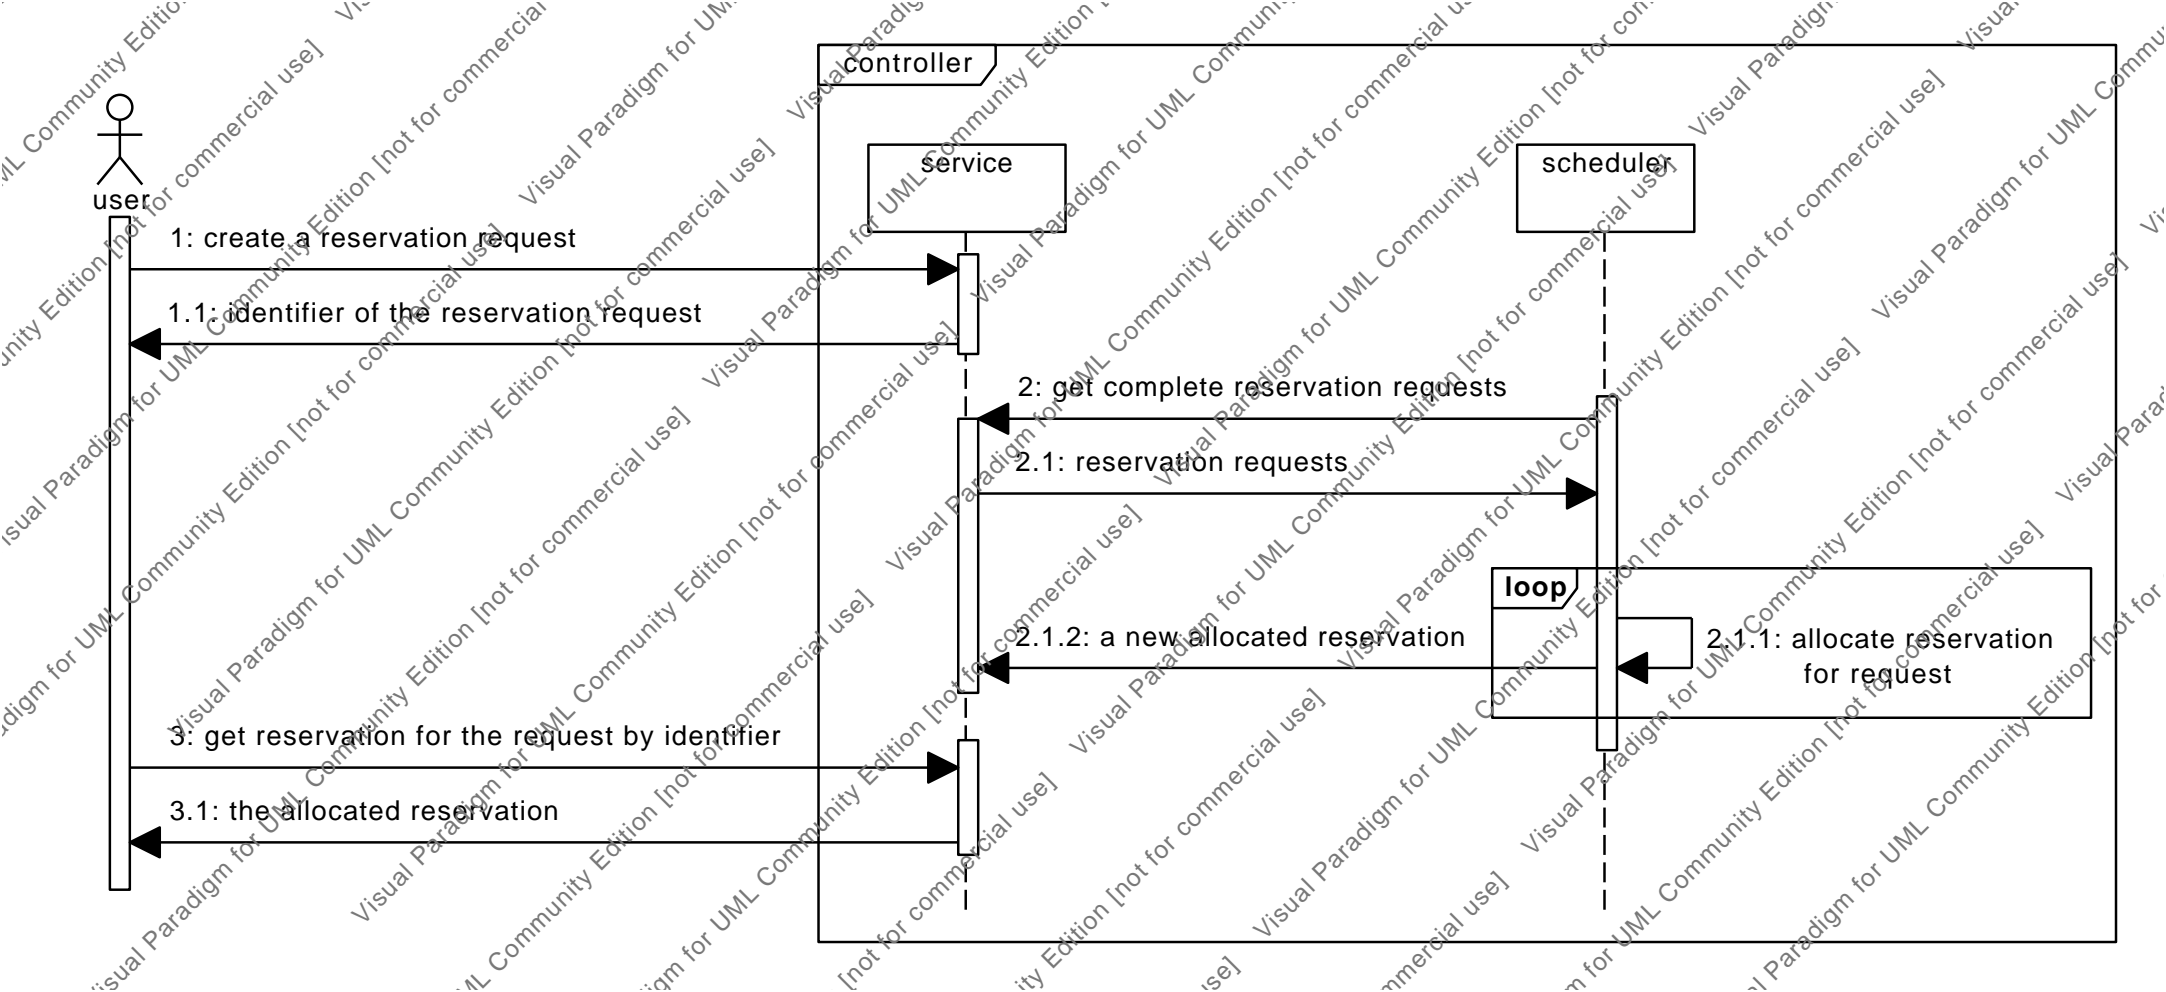 controller
user
service
scheduler
1: create a reservation request
1.1: identifier of the reservation request
2: get complete reservation requests
2.1: reservation requests
loop
2.1.1: allocate reservation
for request
2.1.2: a new allocated reservation
3: get reservation for the request by identifier
3.1: the allocated reservation
Visual Paradigm for UML Community Edition [not for commercial use]